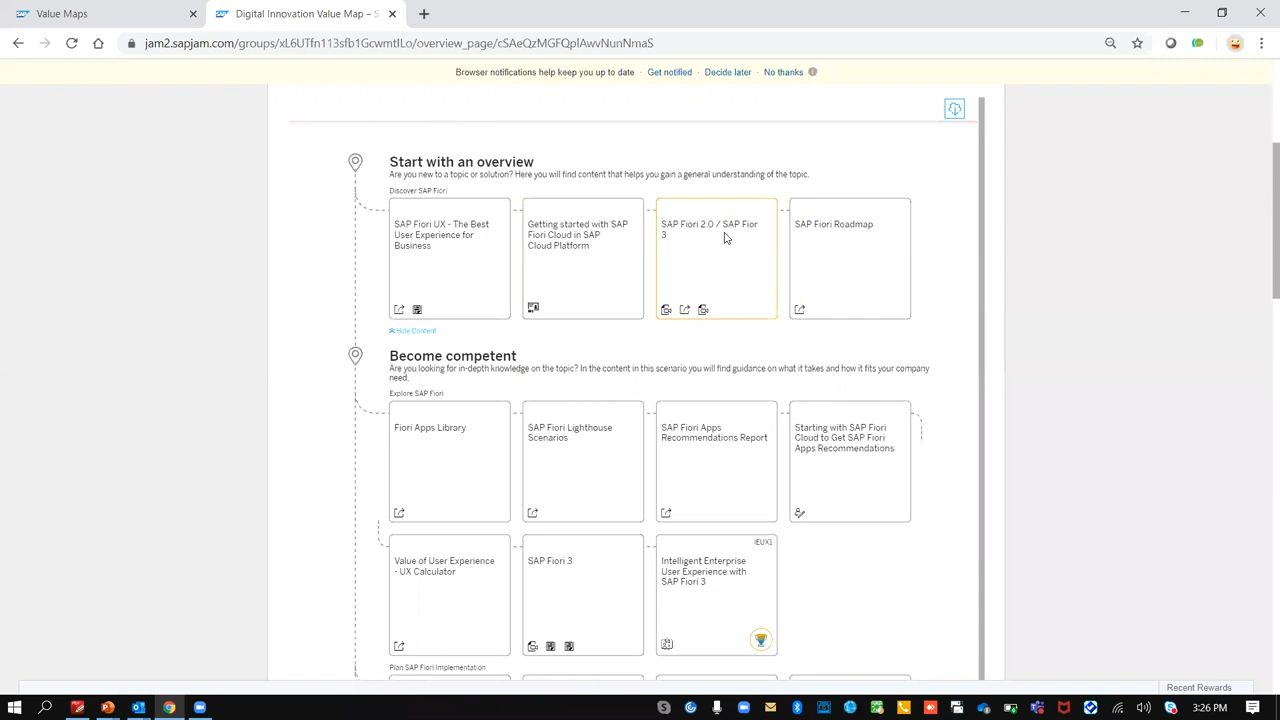 Value Maps
Digital Innovation Value Map – S
jam2.sapjam.com/groups/xL6UTfn113sfb1GcwmtILo/overview_page/cSAeQzMGFQplAwvNunNmaS
Browser notifications help keep you up to date · Get notified · Decide later · No thanks
Start with an overview
Are you new to a topic or solution? Here you will find content that helps you gain a general understanding of the topic.
Discover SAP Fiori
SAP Fiori UX - The Best
User Experience for
Business
Getting started with SAP
Fiori Cloud in SAP
Cloud Platform
SAP Fiori 2.0 / SAP Fior
3
SAP Fiori Roadmap
Hide Content
Become competent
Are you looking for in-depth knowledge on the topic? In the content in this scenario you will find guidance on what it takes and how it fits your company
need.
Explore SAP Fiori
Fiori Apps Library
SAP Fiori Lighthouse
Scenarios
SAP Fiori Apps
Recommendations Report
Starting with SAP Fiori
Cloud to Get SAP Fiori
Apps Recommendations
Value of User Experience
- UX Calculator
SAP Fiori 3
IEUX1
Intelligent Enterprise
User Experience with
SAP Fiori 3
Plan SAP Fiori Implementation
Recent Rewards
3:26 PM